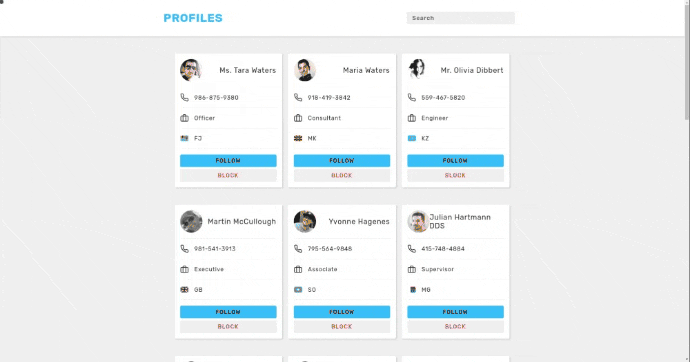 PROFILES
Search
Ms. Tara Waters
986-875-9380
Officer
FJ
FOLLOW
BLOCK
Maria Waters
918-419-3842
Consultant
MK
FOLLOW
BLOCK
Mr. Olivia Dibbert
559-467-5820
Engineer
KZ
FOLLOW
BLOCK
Martin McCullough
981-541-3913
Executive
GB
FOLLOW
BLOCK
Yvonne Hagenes
795-564-9848
Associate
SO
FOLLOW
BLOCK
Julian Hartmann
DDS
415-748-4884
Supervisor
MG
FOLLOW
BLOCK